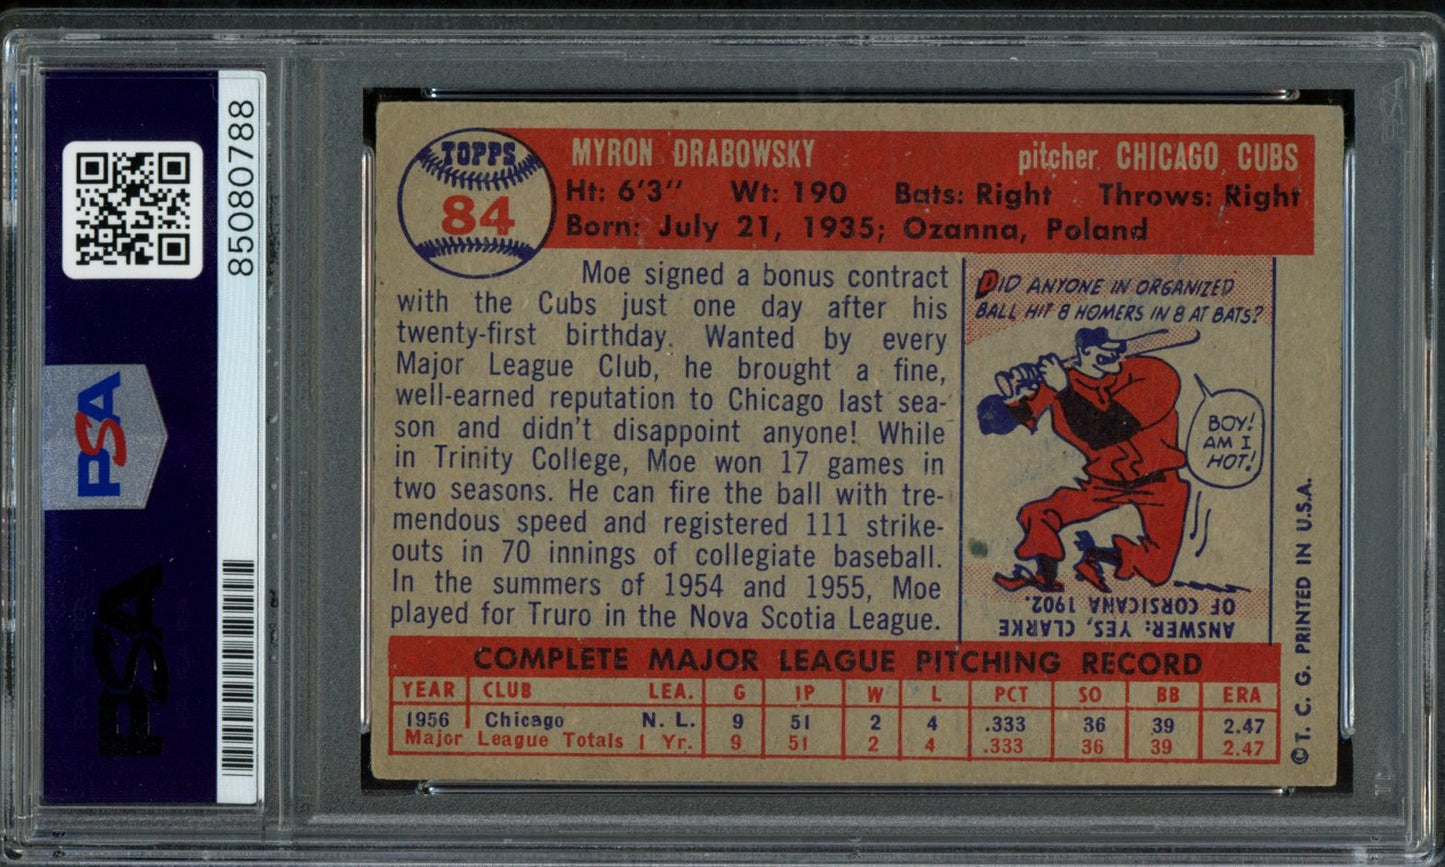 85080788
PSA
PSA
TOPPS
84
MYRON DRABOWSKY pitcher CHICAGO CUBS
Ht: 6'3" Wt: 190 Bats: Right Throws: Right
Born: July 21, 1935; Ozanna, Poland
Moe signed a bonus contract
with the Cubs just one day after his
twenty-first birthday. Wanted by every
Major League Club, he brought a fine,
well-earned reputation to Chicago last sea-
son and didn't disappoint anyone! While
in Trinity College, Moe won 17 games in
two seasons. He can fire the ball with tre-
mendous speed and registered 111 strike-
outs in 70 innings of collegiate baseball.
In the summers of 1954 and 1955, Moe
played for Truro in the Nova Scotia League.
DID ANYONE IN ORGANIZED
BALL HIT 8 HOMERS IN 8 AT BATS?
BOY!
AM I
HOT!
ANSWER: YES, CLARKE
OF CORSICANA 1902.
COMPLETE MAJOR LEAGUE PITCHING RECORD
YEAR CLUB LEA. G IP W L PCT SO BB ERA
1956 Chicago N. L. 9 51 2 4 .333 36 39 2.47
Major League Totals 1 Yr. 9 51 2 4 .333 36 39 2.47
©T. C. G. PRINTED IN U.S.A.